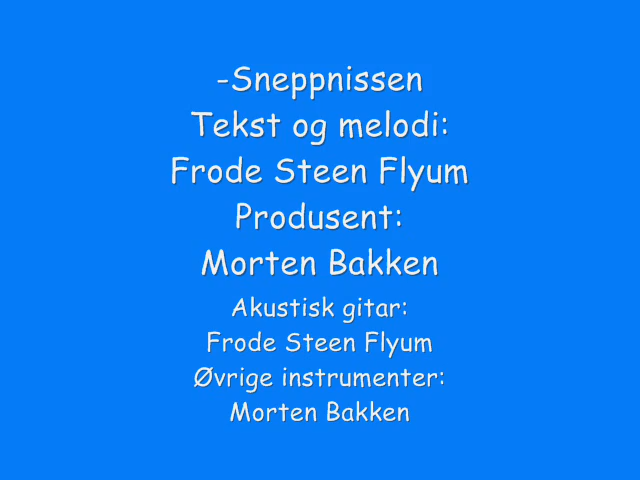 -Sneppnissen
Tekst og melodi:
Frode Steen Flyum
Produsent:
Morten Bakken
Akustisk gitar:
Frode Steen Flyum
Øvrige instrumenter:
Morten Bakken